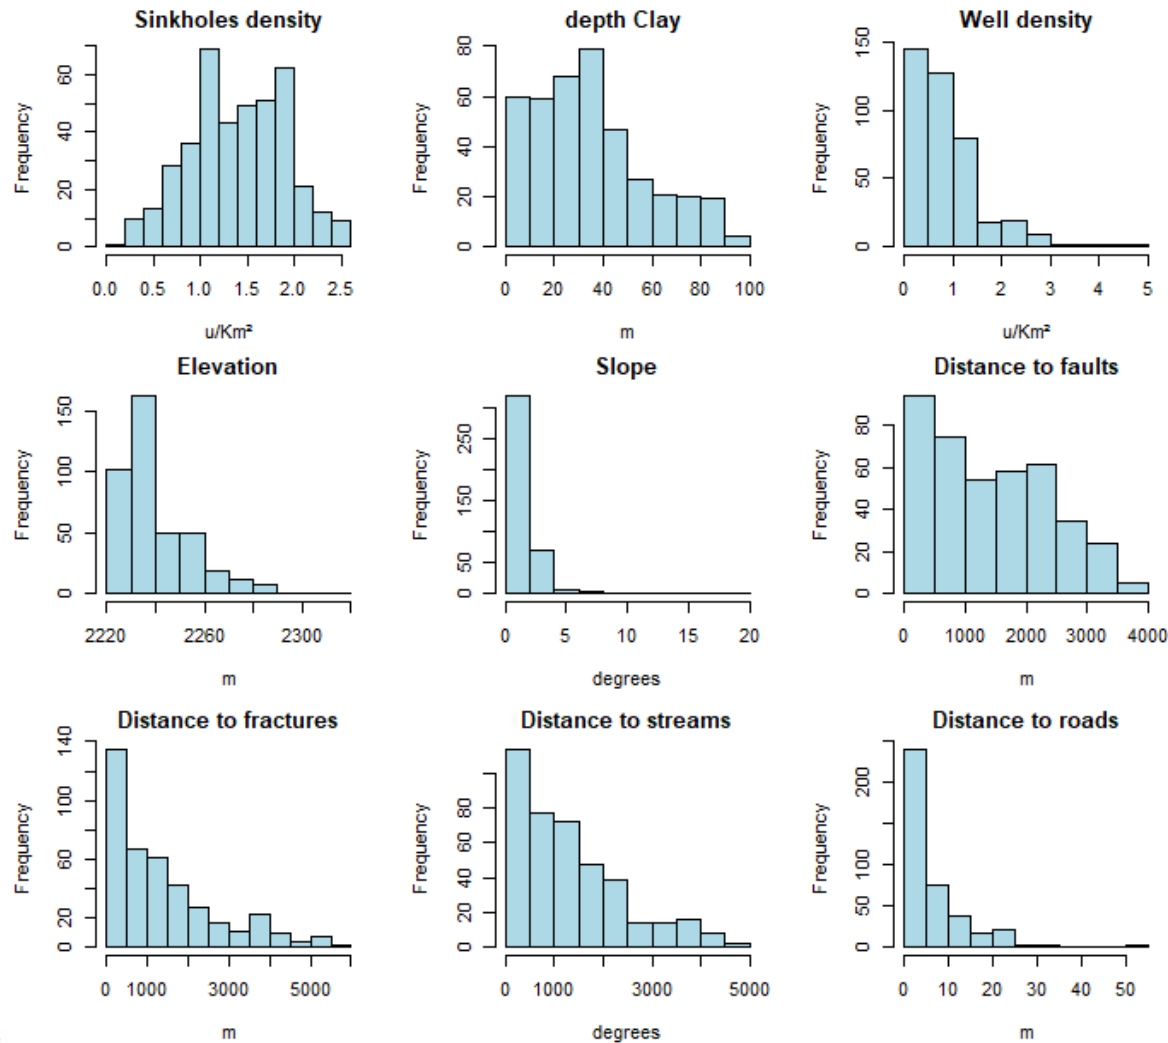 Sinkholes density
Frequency
0 20 40 60
0.0 0.5 1.0 1.5 2.0 2.5
u/Km²
depth Clay
Frequency
0 20 40 60 80
0 20 40 60 80 100
m
Well density
Frequency
0 50 100 150
0 1 2 3 4 5
u/Km²
Elevation
Frequency
0 50 100 150
2220 2260 2300
m
Slope
Frequency
0 50 150 250
0 5 10 15 20
degrees
Distance to faults
Frequency
0 20 40 60 80
0 1000 2000 3000 4000
m
Distance to fractures
Frequency
0 20 60 100 140
0 1000 3000 5000
m
Distance to streams
Frequency
0 20 40 60 80
0 1000 3000 5000
degrees
Distance to roads
Frequency
0 50 100 200
0 10 20 30 40 50
m